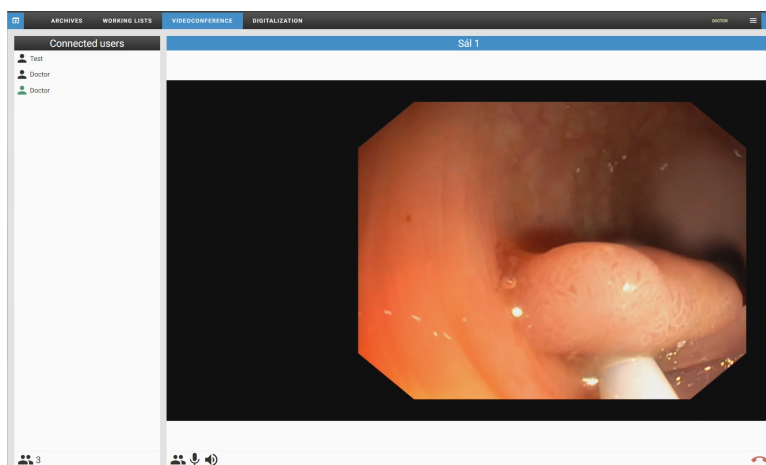 ARCHIVES WORKING LISTS VIDEOCONFERENCE DIGITALIZATION DOCTOR
Connected users
Test
Doctor
Doctor
3
Sál 1